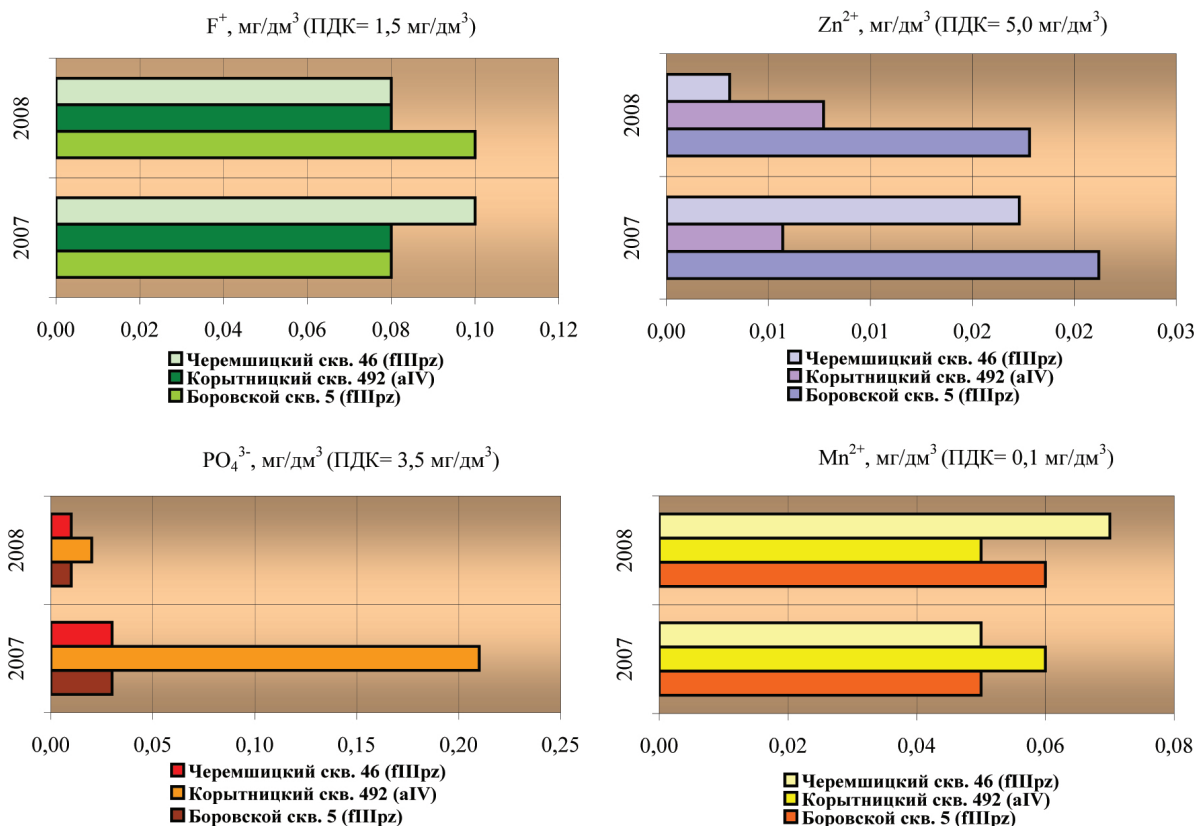 F⁺, мг/дм³ (ПДК= 1,5 мг/дм³)
2008
2007
0,00 0,02 0,04 0,06 0,08 0,10 0,12
Черемшицкий скв. 46 (fIIIpz)
Корытницкий скв. 492 (aIV)
Боровской скв. 5 (fIIIpz)
Zn²⁺, мг/дм³ (ПДК= 5,0 мг/дм³)
2008
2007
0,00 0,01 0,01 0,02 0,02 0,03
Черемшицкий скв. 46 (fIIIpz)
Корытницкий скв. 492 (aIV)
Боровской скв. 5 (fIIIpz)
PO₄³⁻, мг/дм³ (ПДК= 3,5 мг/дм³)
2008
2007
0,00 0,05 0,10 0,15 0,20 0,25
Черемшицкий скв. 46 (fIIIpz)
Корытницкий скв. 492 (aIV)
Боровской скв. 5 (fIIIpz)
Mn²⁺, мг/дм³ (ПДК= 0,1 мг/дм³)
2008
2007
0,00 0,02 0,04 0,06 0,08
Черемшицкий скв. 46 (fIIIpz)
Корытницкий скв. 492 (aIV)
Боровской скв. 5 (fIIIpz)